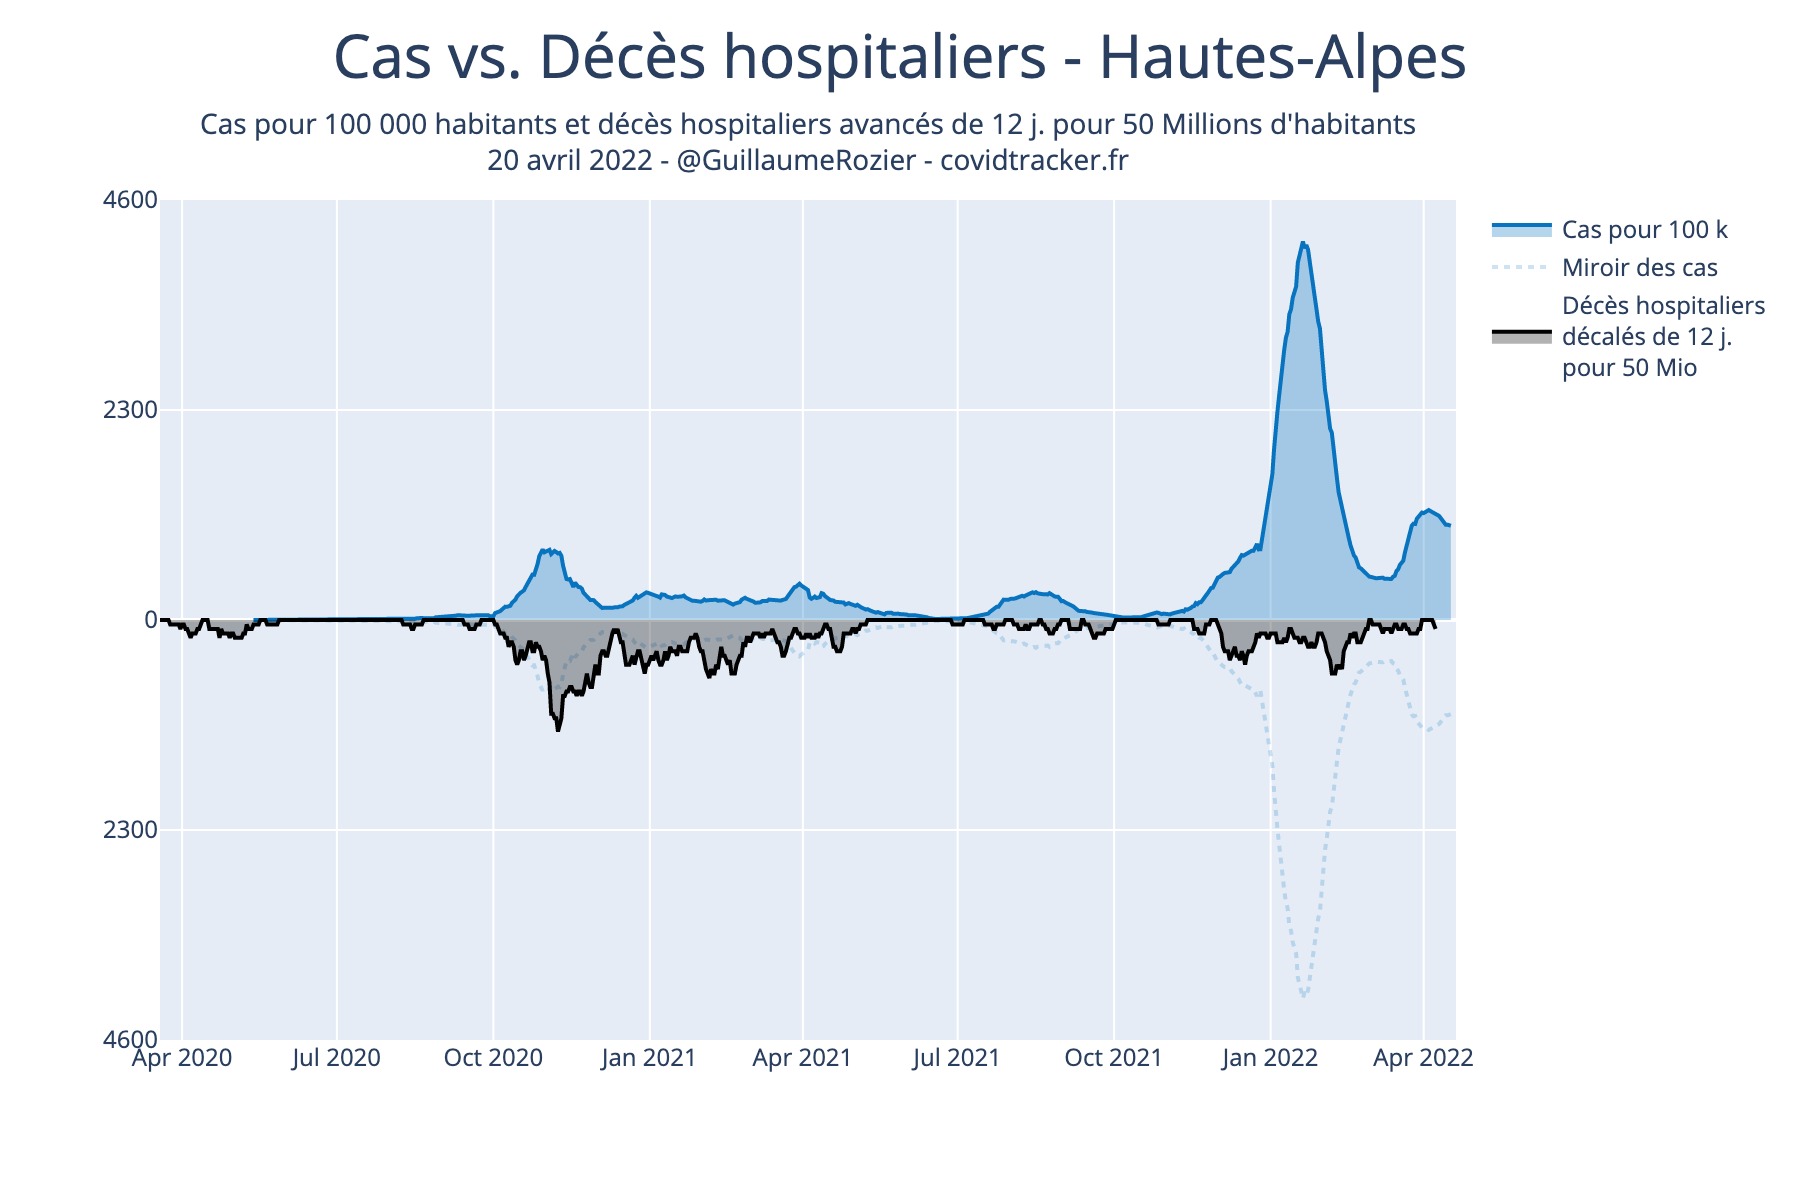 Cas vs. Décès hospitaliers - Hautes-Alpes
Cas pour 100 000 habitants et décès hospitaliers avancés de 12 j. pour 50 Millions d'habitants
20 avril 2022 - @GuillaumeRozier - covidtracker.fr
4600
2300
0
2300
4600
Apr 2020
Jul 2020
Oct 2020
Jan 2021
Apr 2021
Jul 2021
Oct 2021
Jan 2022
Apr 2022
Cas pour 100 k
Miroir des cas
Décès hospitaliers
décalés de 12 j.
pour 50 Mio